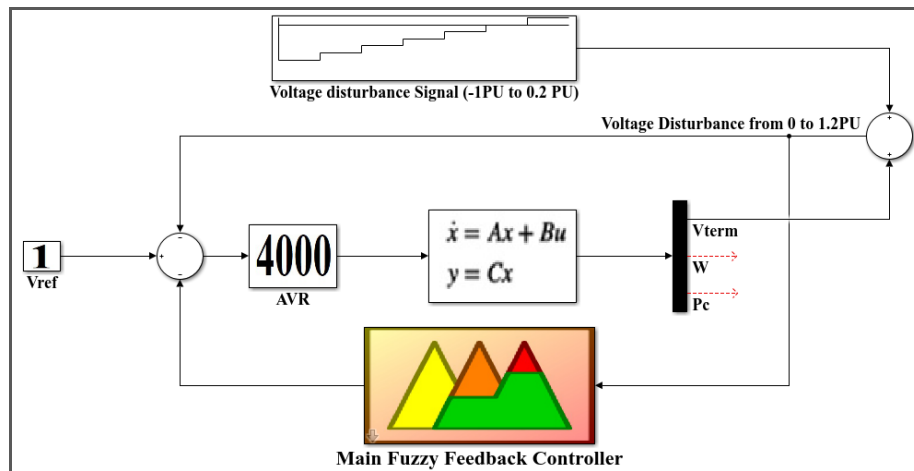 Voltage disturbance Signal (-1PU to 0.2 PU)
Voltage Disturbance from 0 to 1.2PU
+
+
−
+
−
1
Vref
4000
AVR
ẋ = Ax + Bu
y = Cx
Vterm
W
Pc
Main Fuzzy Feedback Controller